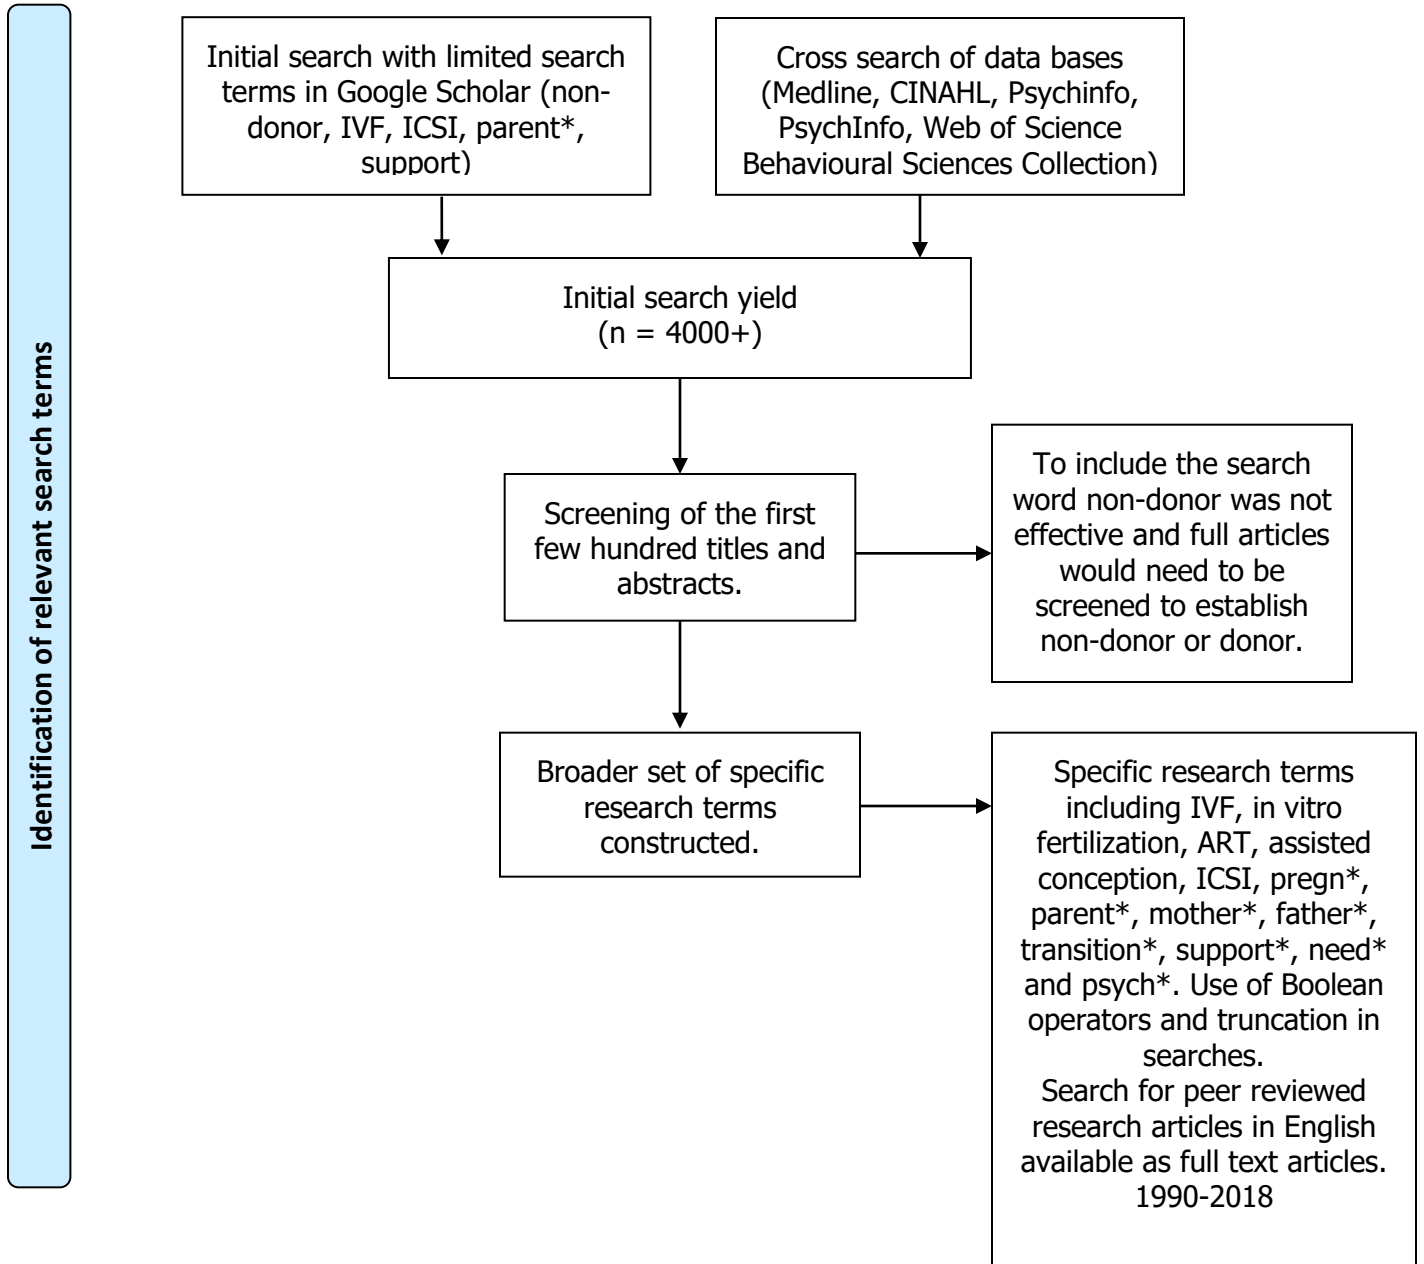 Identification of relevant search terms
Initial search with limited search
terms in Google Scholar (non-
donor, IVF, ICSI, parent*,
support)
Cross search of data bases
(Medline, CINAHL, Psychinfo,
PsychInfo, Web of Science
Behavioural Sciences Collection)
Initial search yield
(n = 4000+)
Screening of the first
few hundred titles and
abstracts.
To include the search
word non-donor was not
effective and full articles
would need to be
screened to establish
non-donor or donor.
Broader set of specific
research terms
constructed.
Specific research terms
including IVF, in vitro
fertilization, ART, assisted
conception, ICSI, pregn*,
parent*, mother*, father*,
transition*, support*, need*
and psych*. Use of Boolean
operators and truncation in
searches.
Search for peer reviewed
research articles in English
available as full text articles.
1990-2018